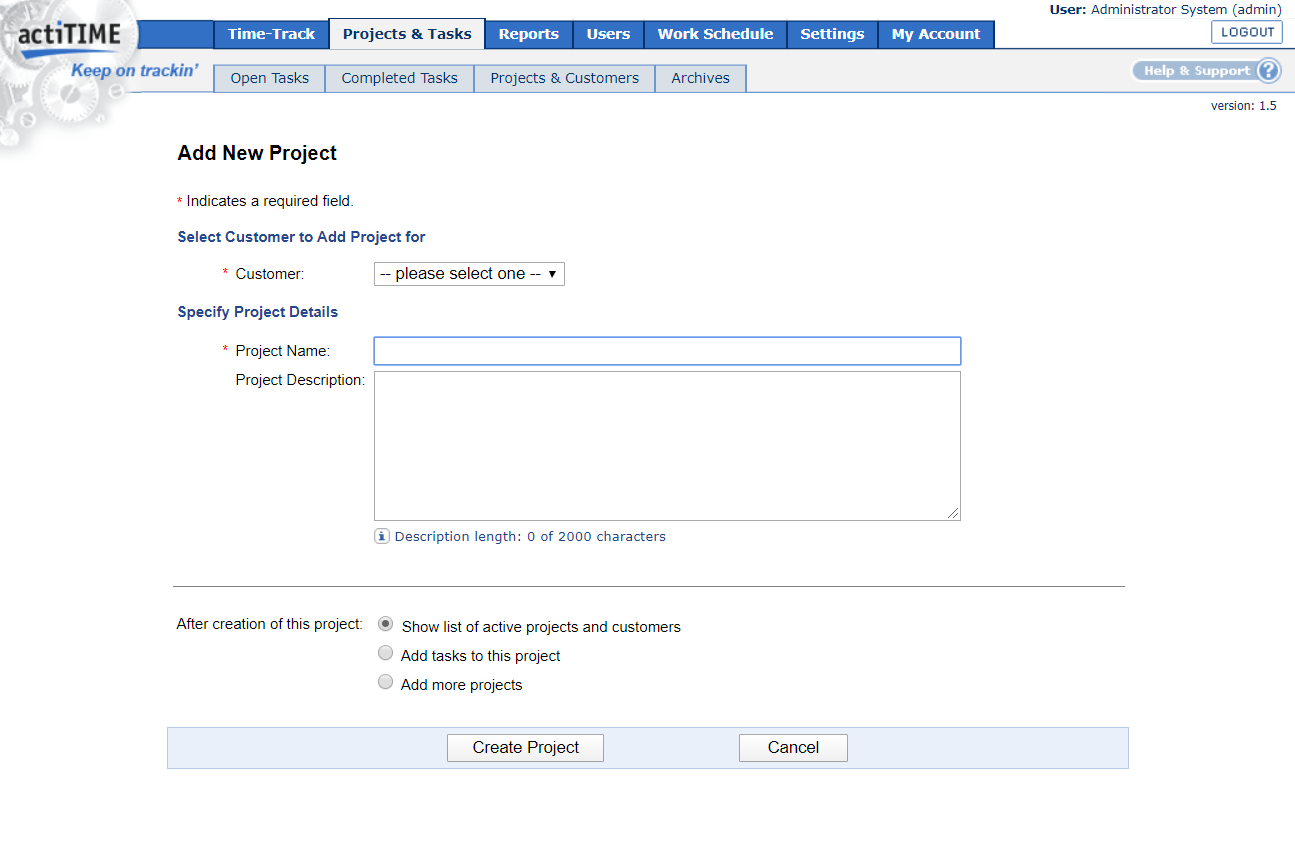 User: Administrator System (admin)
actiTIME
Time-Track Projects & Tasks Reports Users Work Schedule Settings My Account LOGOUT
Keep on trackin'
Open Tasks Completed Tasks Projects & Customers Archives Help & Support ?
version: 1.5
Add New Project
* Indicates a required field.
Select Customer to Add Project for
* Customer: -- please select one --
Specify Project Details
* Project Name:
Project Description:
i Description length: 0 of 2000 characters
After creation of this project: Show list of active projects and customers
Add tasks to this project
Add more projects
Create Project Cancel